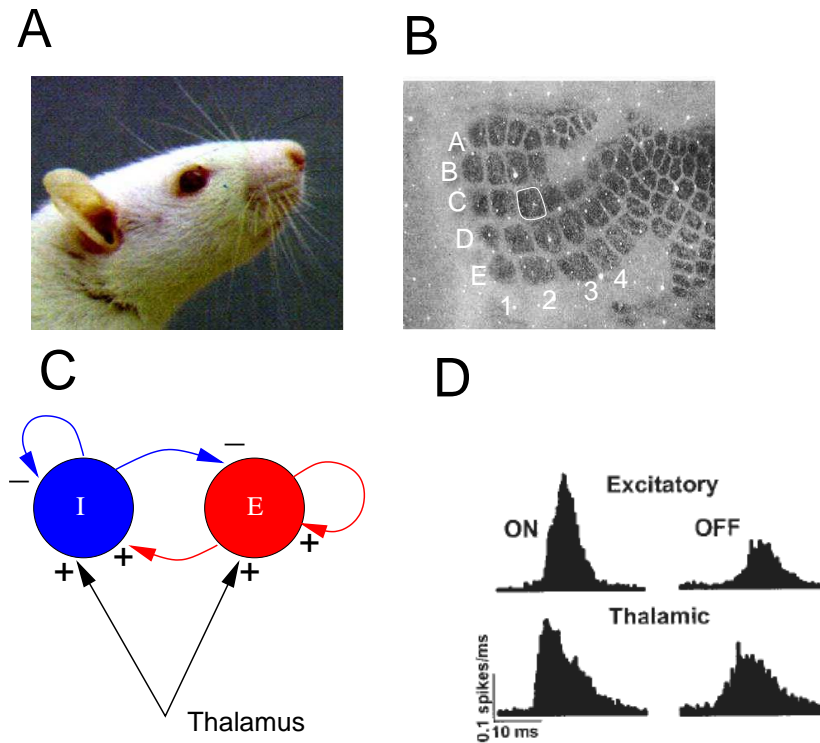 A
B
A
B
C
D
E
1 2 3 4
C
D
I
E
–
–
+
+
+
+
Thalamus
Excitatory
ON
OFF
Thalamic
0.1 spikes/ms
10 ms